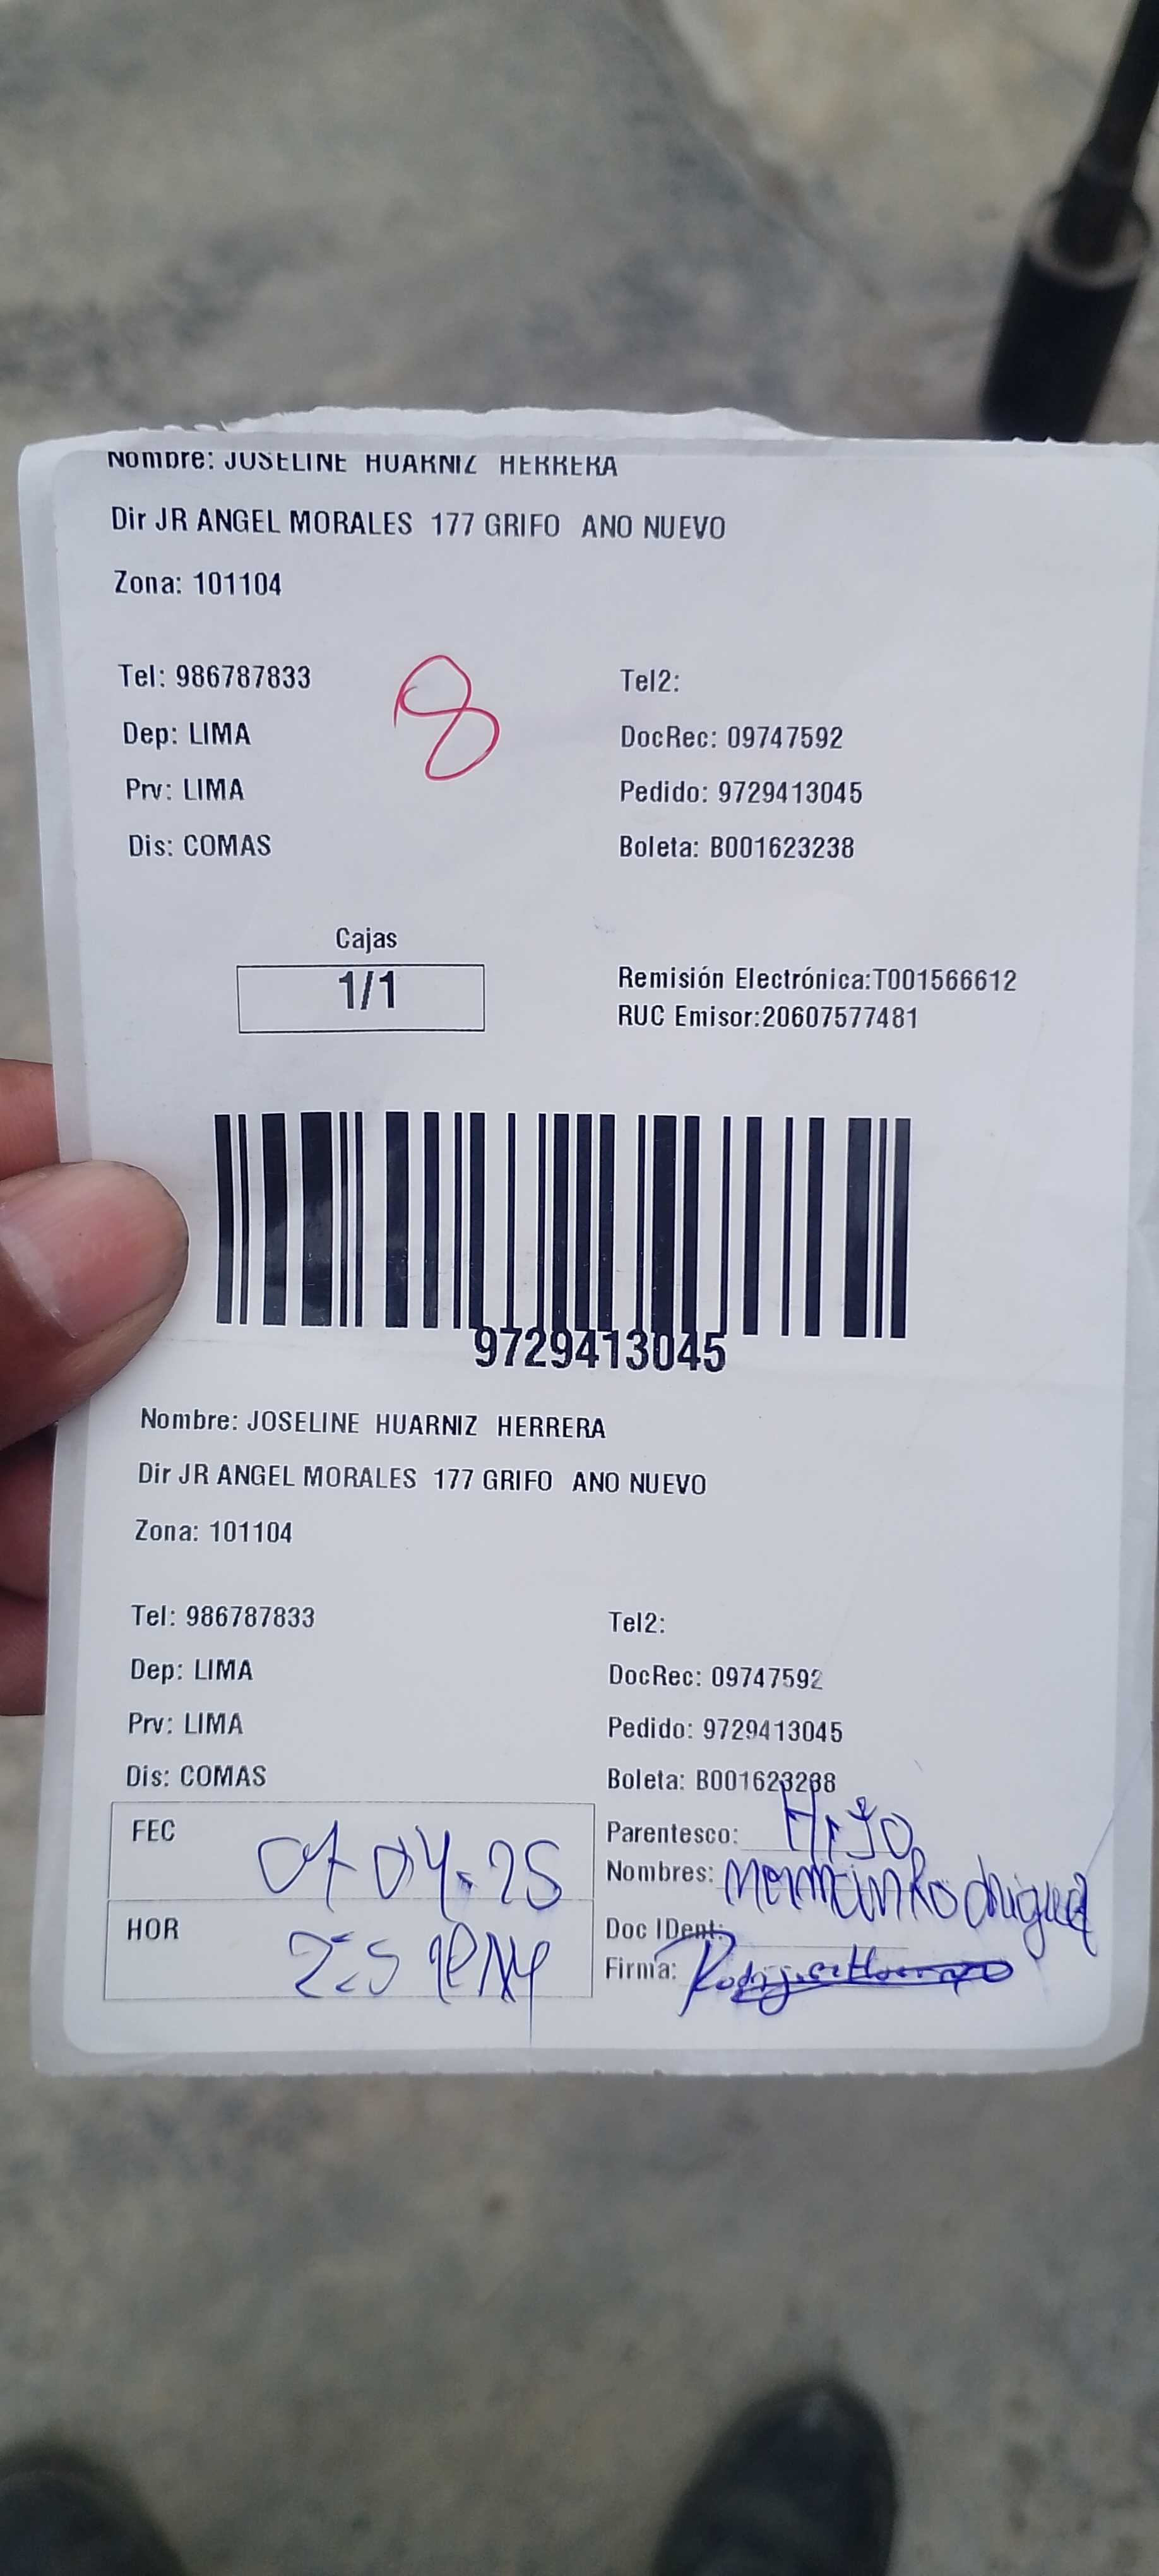 Nombre: JOSELINE HUARNIZ HERRERA
Dir JR ANGEL MORALES 177 GRIFO ANO NUEVO
Zona: 101104
Tel: 986787833
Tel2:
8
Dep: LIMA
DocRec: 09747592
Prv: LIMA
Pedido: 9729413045
Dis: COMAS
Boleta: B001623238
Cajas
1/1
Remisión Electrónica:T001566612
RUC Emisor:20607577481
9729413045
Nombre: JOSELINE HUARNIZ HERRERA
Dir JR ANGEL MORALES 177 GRIFO ANO NUEVO
Zona: 101104
Tel: 986787833
Tel2:
Dep: LIMA
DocRec: 09747592
Prv: LIMA
Pedido: 9729413045
Dis: COMAS
Boleta: B001623238
FEC 07 04.25
Parentesco: Hijo
Nombres: Rodriguez
HOR
Doc IDent:
Firma: